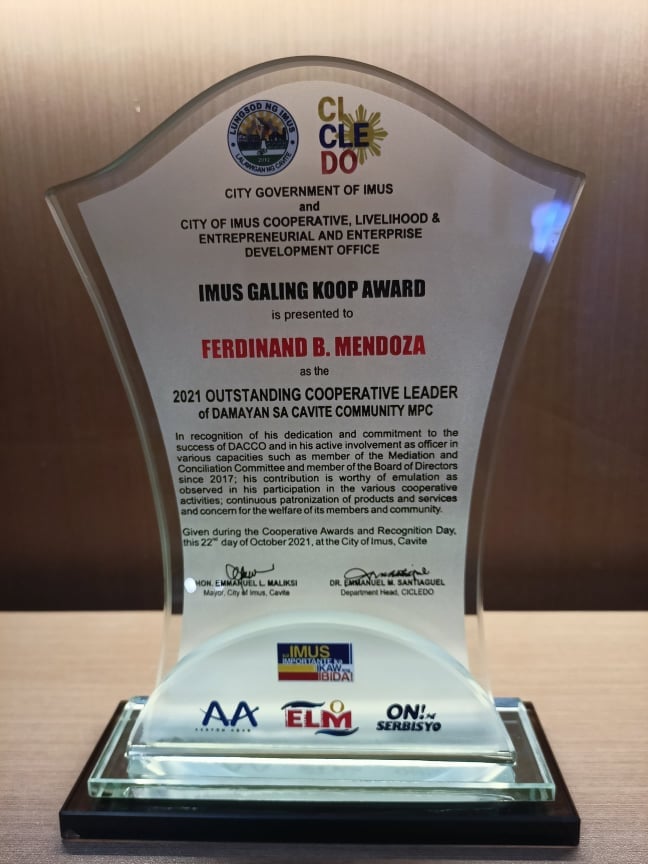 LUNGSOD NG IMUS
LALAWIGAN NG CAVITE
2012
CI
CLE
DO
CITY GOVERNMENT OF IMUS
and
CITY OF IMUS COOPERATIVE, LIVELIHOOD &
ENTREPRENEURIAL AND ENTERPRISE
DEVELOPMENT OFFICE
IMUS GALING KOOP AWARD
is presented to
FERDINAND B. MENDOZA
as the
2021 OUTSTANDING COOPERATIVE LEADER
of DAMAYAN SA CAVITE COMMUNITY MPC
In recognition of his dedication and commitment to the
success of DACCO and in his active involvement as officer in
various capacities such as member of the Mediation and
Conciliation Committee and member of the Board of Directors
since 2017; his contribution is worthy of emulation as
observed in his participation in the various cooperative
activities; continuous patronization of products and services
and concern for the welfare of its members and community.
Given during the Cooperative Awards and Recognition Day,
this 22nd day of October 2021, at the City of Imus, Cavite
HON. EMMANUEL L. MALIKSI
Mayor, City of Imus, Cavite
DR. EMMANUEL M. SANTIAGUEL
Department Head, CICLEDO
SA IMUS
IMPORTANTE KA
IKAW ANG
IBIDA!
AA
ELM
ON!
SERBISYO